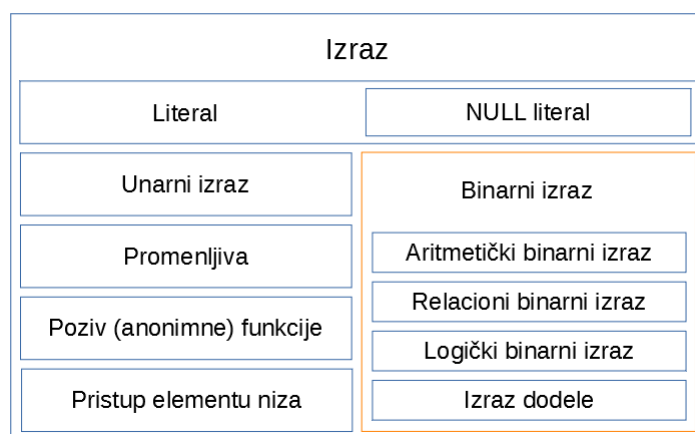 Izraz
Literal
NULL literal
Unarni izraz
Binarni izraz
Promenljiva
Aritmetički binarni izraz
Relacioni binarni izraz
Poziv (anonimne) funkcije
Logički binarni izraz
Pristup elementu niza
Izraz dodele